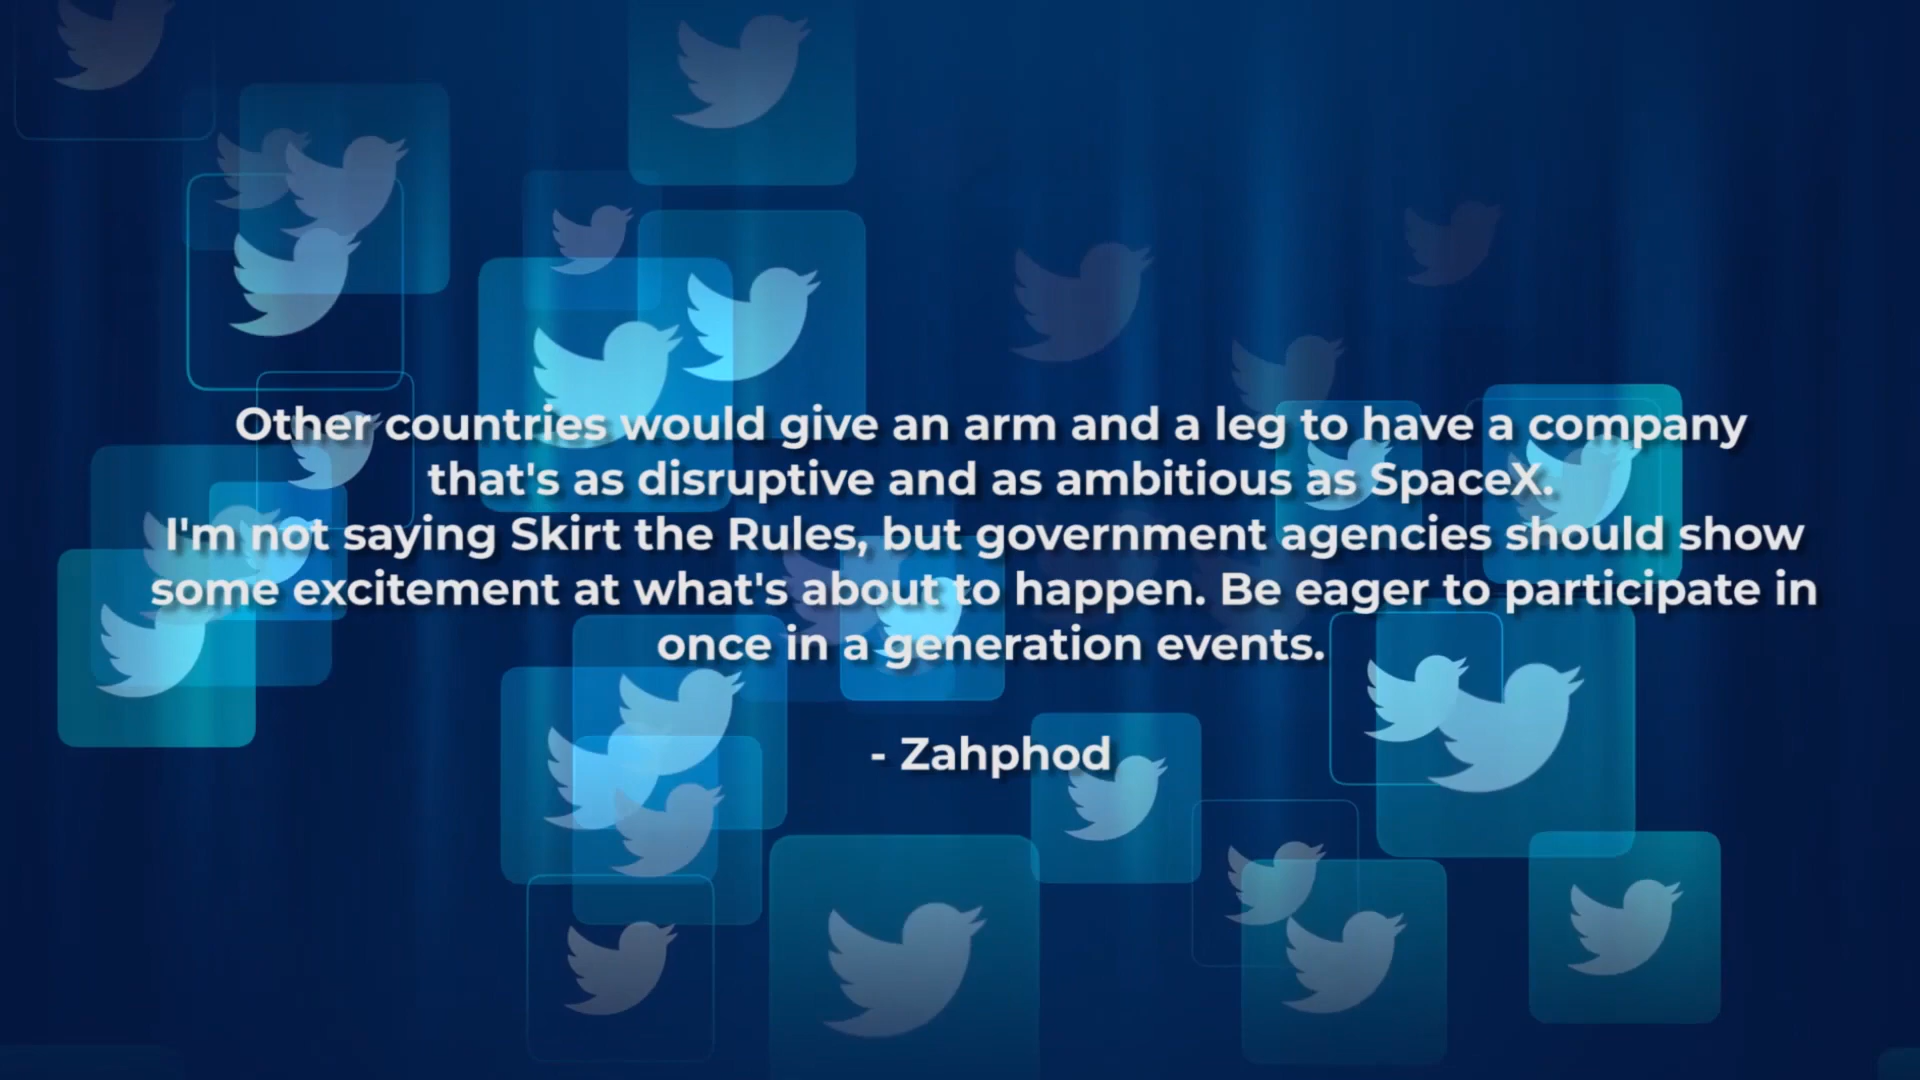 Other countries would give an arm and a leg to have a company
that's as disruptive and as ambitious as SpaceX.
I'm not saying Skirt the Rules, but government agencies should show
some excitement at what's about to happen. Be eager to participate in
once in a generation events.
- Zahphod